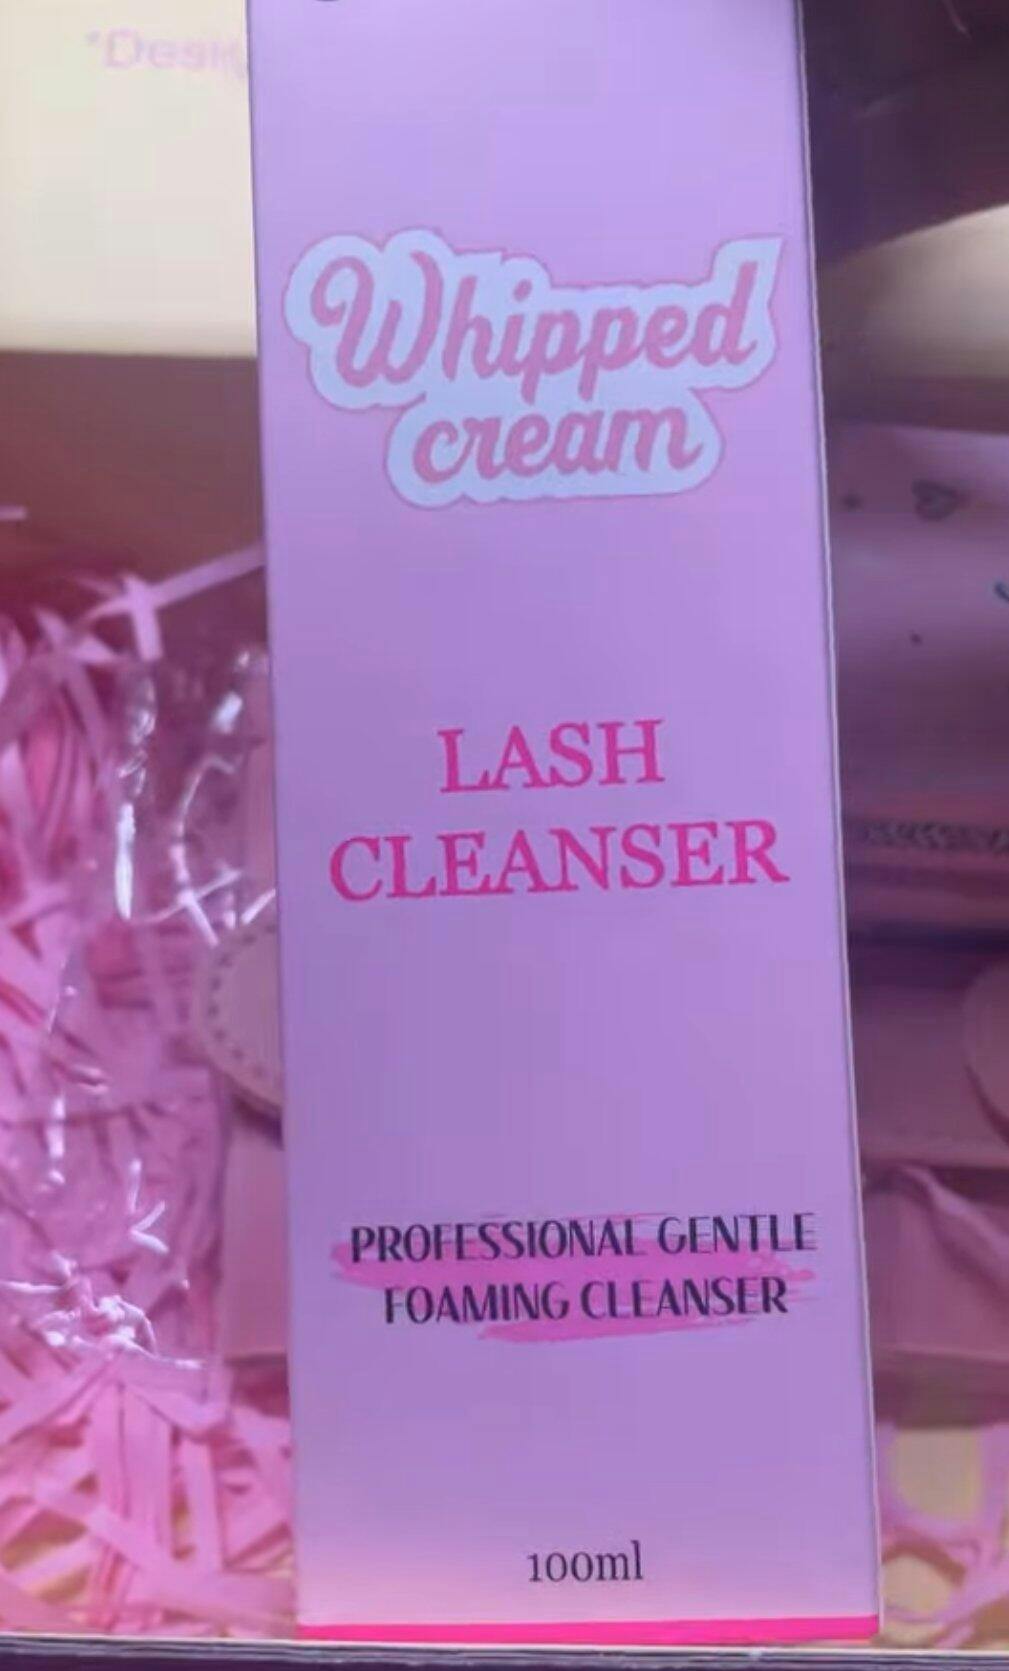 Whipped
cream
LASH
CLEANSER
PROFESSIONAL GENTLE
FOAMING CLEANSER
100ml